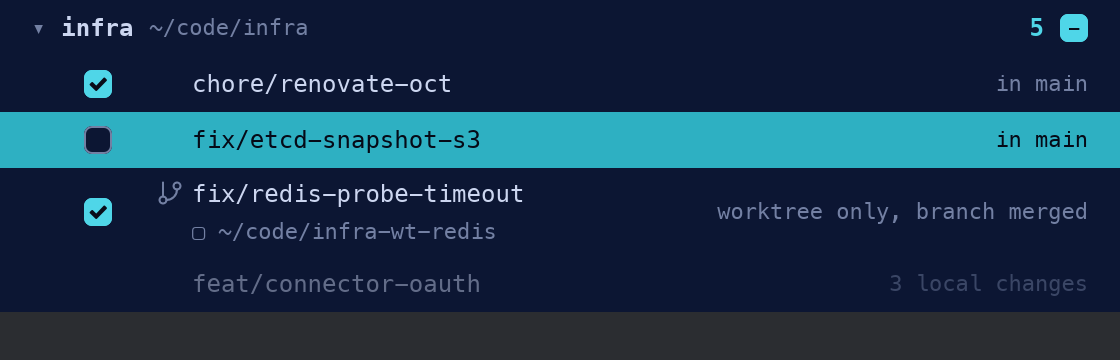 infra ~/code/infra 5
chore/renovate-oct in main
fix/etcd-snapshot-s3 in main
fix/redis-probe-timeout
worktree only, branch merged
~/code/infra-wt-redis
feat/connector-oauth 3 local changes